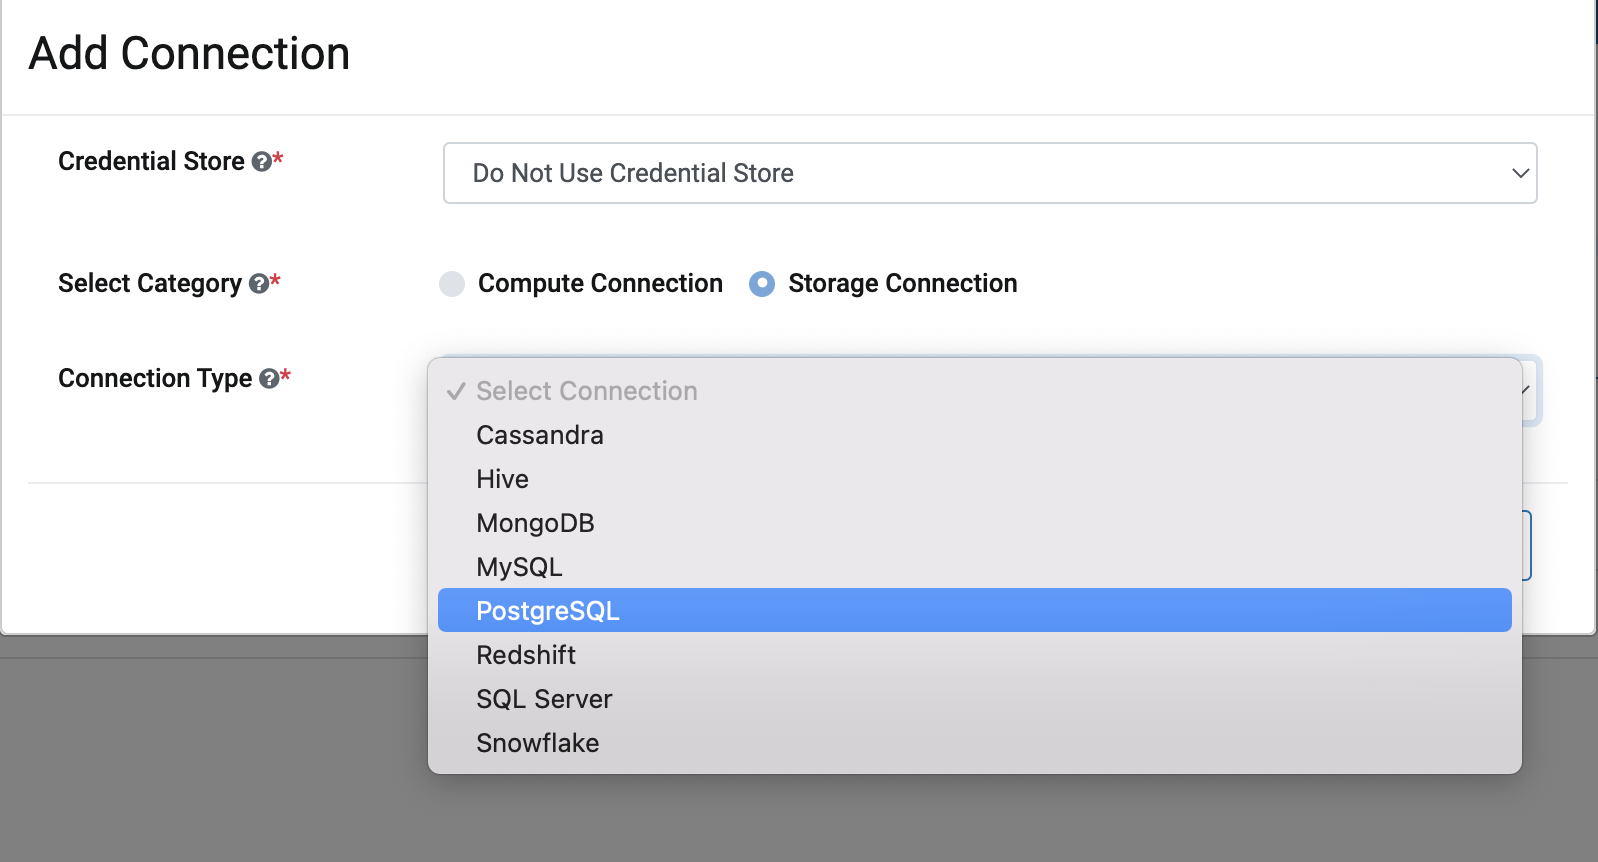 Add Connection
Credential Store ?*
Do Not Use Credential Store
Select Category ?*
Compute Connection
Storage Connection
Connection Type ?*
✓ Select Connection
Cassandra
Hive
MongoDB
MySQL
PostgreSQL
Redshift
SQL Server
Snowflake